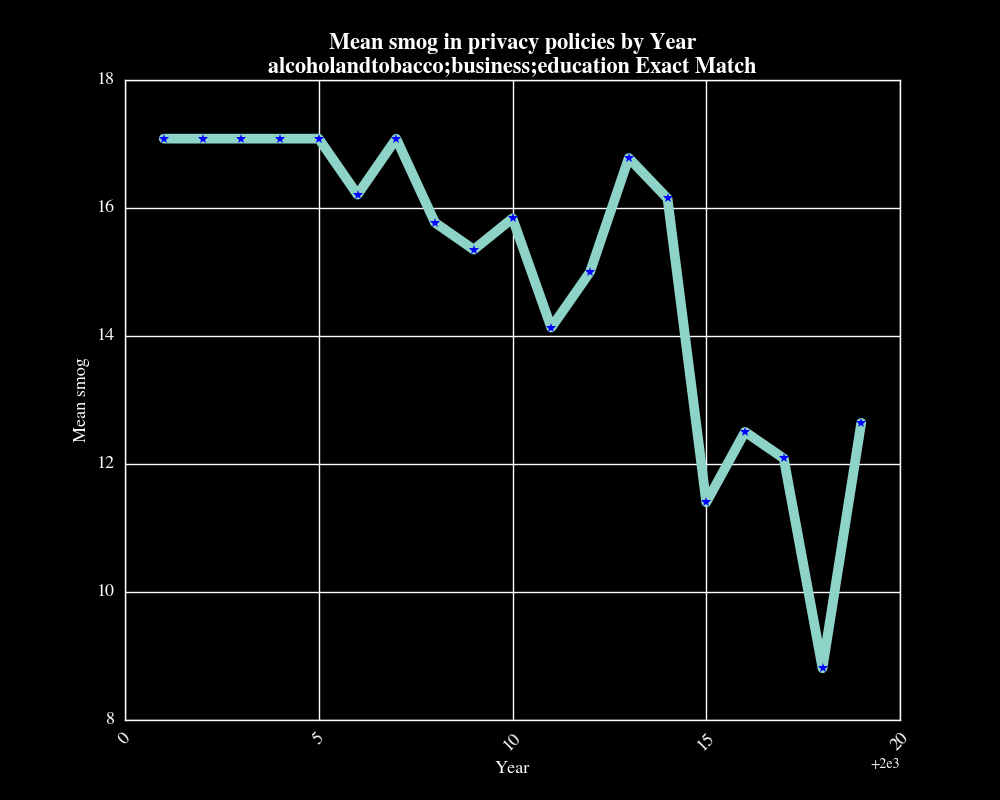 Mean smog in privacy policies by Year
alcoholandtobacco;business;education Exact Match
18
16
14
12
10
8
Mean smog
0
5
10
15
20
+2e3
Year